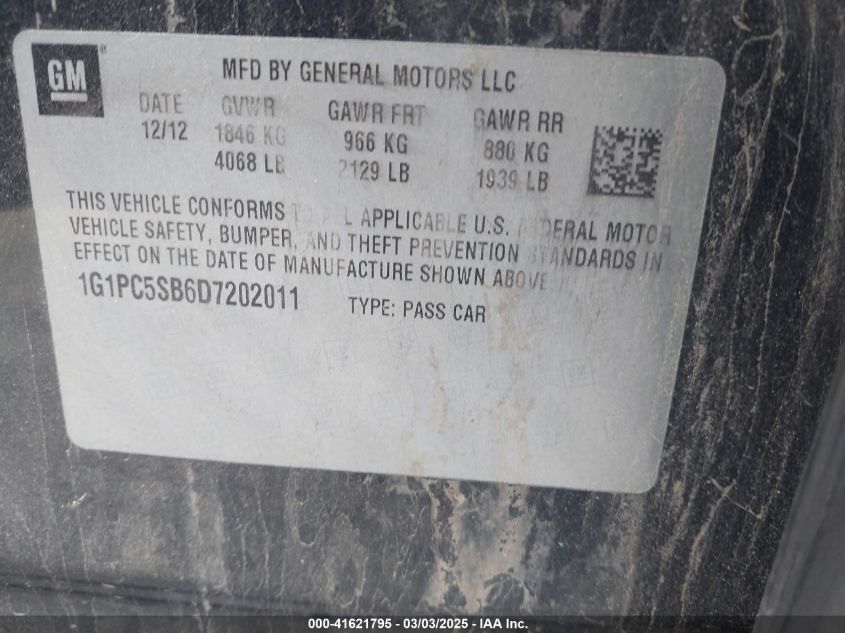 GM
MFD BY GENERAL MOTORS LLC
DATE GVWR GAWR FRT GAWR RR
12/12 1846 KG 966 KG 880 KG
4068 LB 2129 LB 1939 LB
THIS VEHICLE CONFORMS TO ALL APPLICABLE U.S. FEDERAL MOTOR
VEHICLE SAFETY, BUMPER, AND THEFT PREVENTION STANDARDS IN
EFFECT ON THE DATE OF MANUFACTURE SHOWN ABOVE
1G1PC5SB6D7202011 TYPE: PASS CAR
000-41621795 - 03/03/2025 - IAA Inc.